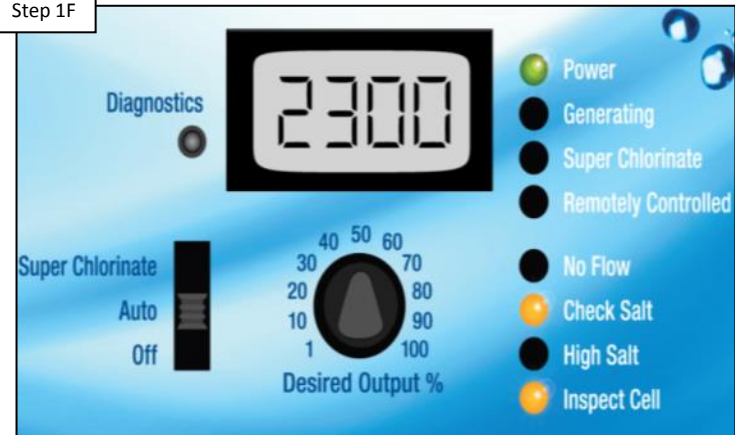 Step 1F
Diagnostics
2300
Power
Generating
Super Chlorinate
Remotely Controlled
No Flow
Check Salt
High Salt
Inspect Cell
Super Chlorinate
Auto
Off
1 10 20 30 40 50 60 70 80 90 100
Desired Output %